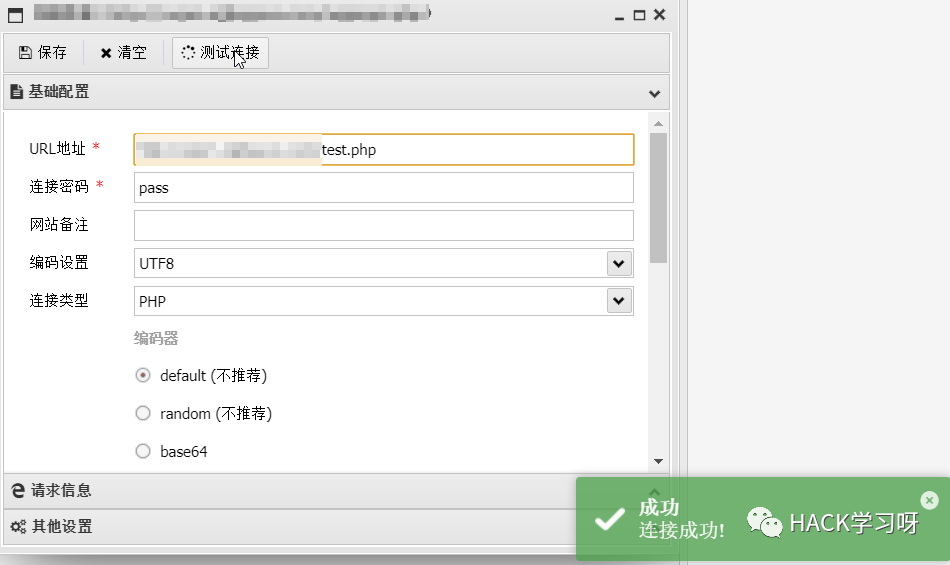 保存 清空 测试连接
基础配置
URL地址 * test.php
连接密码 * pass
网站备注
编码设置 UTF8
连接类型 PHP
编码器
default (不推荐)
random (不推荐)
base64
请求信息
其他设置
成功
连接成功!
HACK学习呀